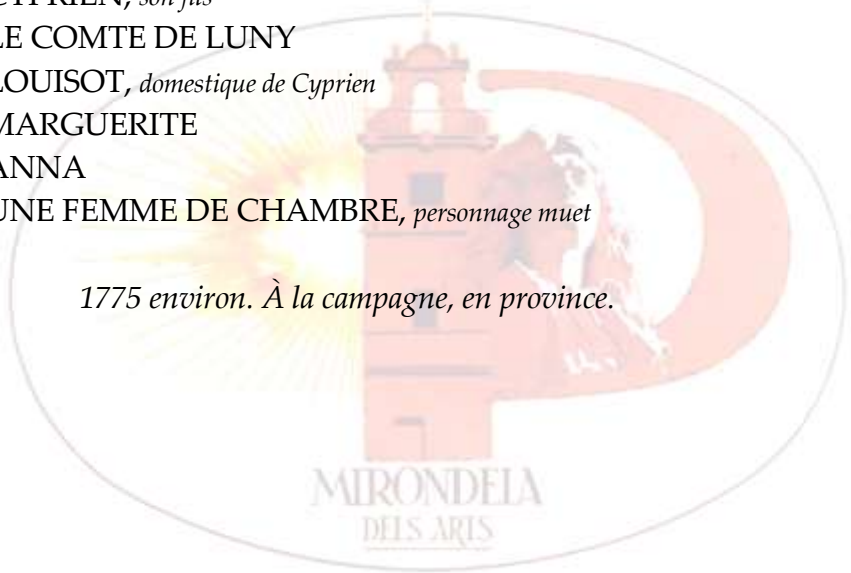 CYPRIEN, son fils
LE COMTE DE LUNY
LOUISOT, domestique de Cyprien
MARGUERITE
ANNA
UNE FEMME DE CHAMBRE, personnage muet
1775 environ. À la campagne, en province.
MIRONDELA
DELS ARTS